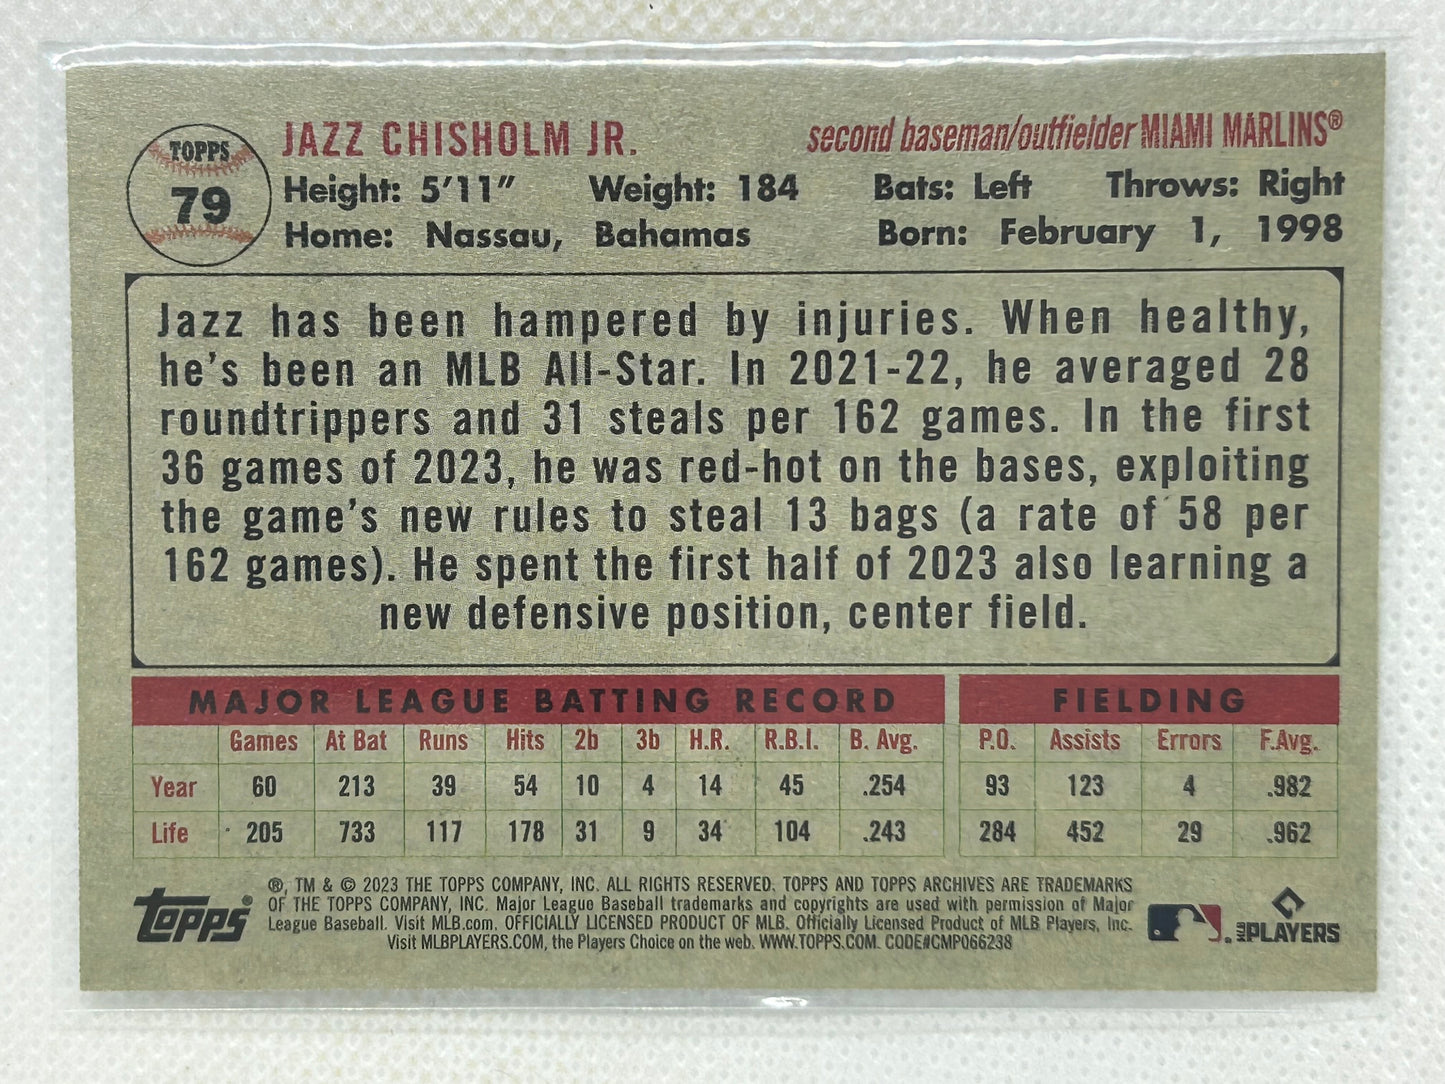 TOPPS
79
JAZZ CHISHOLM JR.
second baseman/outfielder MIAMI MARLINS®
Height: 5'11" Weight: 184 Bats: Left Throws: Right
Home: Nassau, Bahamas Born: February 1, 1998
Jazz has been hampered by injuries. When healthy,
he's been an MLB All-Star. In 2021-22, he averaged 28
roundtrippers and 31 steals per 162 games. In the first
36 games of 2023, he was red-hot on the bases, exploiting
the game's new rules to steal 13 bags (a rate of 58 per
162 games). He spent the first half of 2023 also learning a
new defensive position, center field.
MAJOR LEAGUE BATTING RECORD FIELDING
Games At Bat Runs Hits 2b 3b H.R. R.B.I. B. Avg. P.O. Assists Errors F.Avg.
Year 60 213 39 54 10 4 14 45 .254 93 123 4 .982
Life 205 733 117 178 31 9 34 104 .243 284 452 29 .962
®, TM & © 2023 THE TOPPS COMPANY, INC. ALL RIGHTS RESERVED. TOPPS AND TOPPS ARCHIVES ARE TRADEMARKS
OF THE TOPPS COMPANY, INC. Major League Baseball trademarks and copyrights are used with permission of Major
League Baseball. Visit MLB.com. OFFICIALLY LICENSED PRODUCT OF MLB. Officially Licensed Product of MLB Players, Inc.
Visit MLBPLAYERS.COM, the Players Choice on the web. WWW.TOPPS.COM. CODE#CMP066238
topps®
MLB PLAYERS